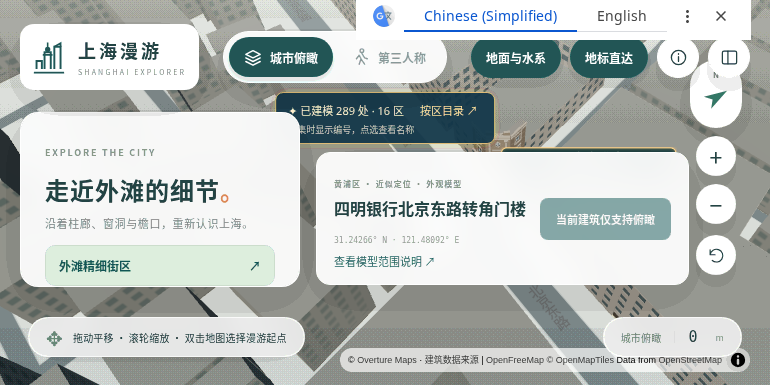 Chinese (Simplified)
English
上海漫游
SHANGHAI EXPLORER
城市俯瞰
第三人称
地面与水系
地标直达
N
✦ 已建模 289 处 · 16 区 按区目录 ↗
集时显示编号，点选查看名称
EXPLORE THE CITY
走近外滩的细节。
沿着柱廊、窗洞与檐口，重新认识上海。
外滩精细街区 ↗
黄浦区 · 近似定位 · 外观模型
四明银行北京东路转角门楼
当前建筑仅支持俯瞰
31.24266° N · 121.48092° E
查看模型范围说明 ↗
拖动平移 · 滚轮缩放 · 双击地图选择漫游起点
城市俯瞰 0 m
© Overture Maps · 建筑数据来源 | OpenFreeMap © OpenMapTiles Data from OpenStreetMap